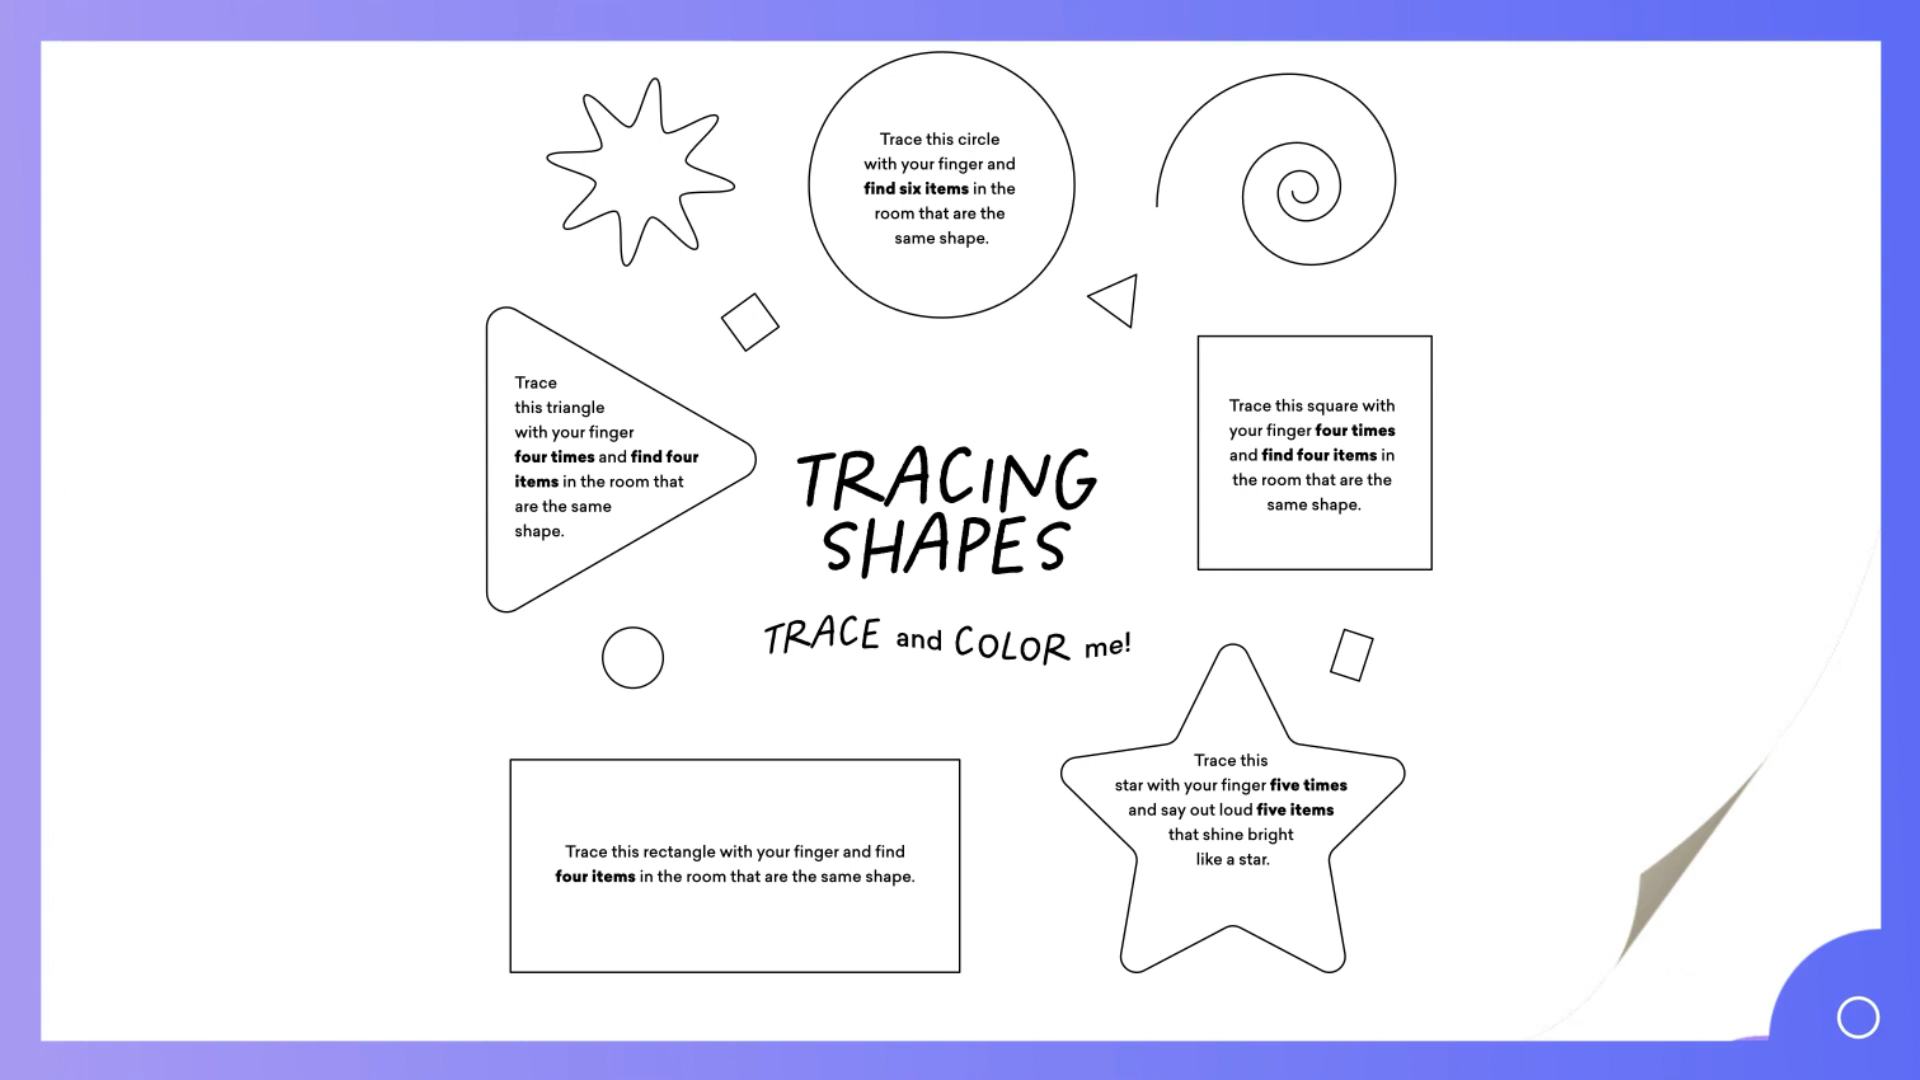 Trace this circle
with your finger and
find six items in the
room that are the
same shape.
Trace
this triangle
with your finger
four times and find four
items in the room that
are the same
shape.
Trace this square with
your finger four times
and find four items in
the room that are the
same shape.
TRACING
SHAPES
TRACE and COLOR me!
Trace this rectangle with your finger and find
four items in the room that are the same shape.
Trace this
star with your finger five times
and say out loud five items
that shine bright
like a star.